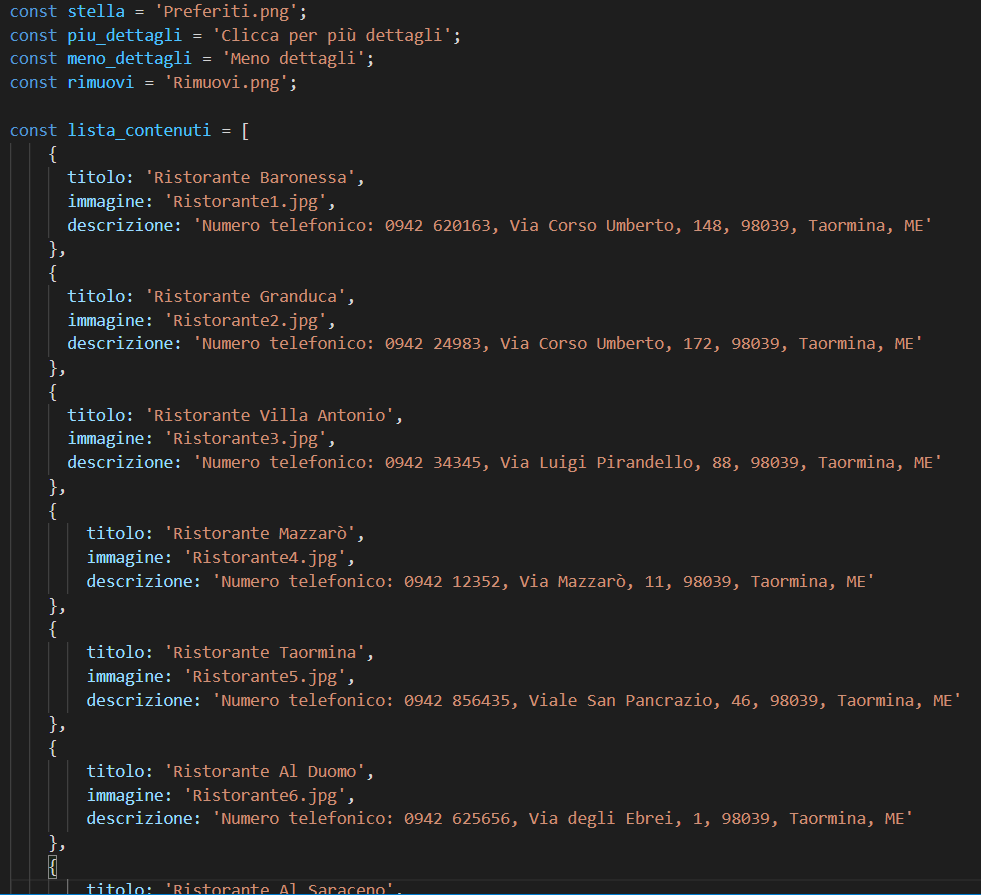 const stella = 'Preferiti.png';
const piu_dettagli = 'Clicca per più dettagli';
const meno_dettagli = 'Meno dettagli';
const rimuovi = 'Rimuovi.png';
const lista_contenuti = [
{
titolo: 'Ristorante Baronessa',
immagine: 'Ristorante1.jpg',
descrizione: 'Numero telefonico: 0942 620163, Via Corso Umberto, 148, 98039, Taormina, ME'
},
{
titolo: 'Ristorante Granduca',
immagine: 'Ristorante2.jpg',
descrizione: 'Numero telefonico: 0942 24983, Via Corso Umberto, 172, 98039, Taormina, ME'
},
{
titolo: 'Ristorante Villa Antonio',
immagine: 'Ristorante3.jpg',
descrizione: 'Numero telefonico: 0942 34345, Via Luigi Pirandello, 88, 98039, Taormina, ME'
},
{
titolo: 'Ristorante Mazzarò',
immagine: 'Ristorante4.jpg',
descrizione: 'Numero telefonico: 0942 12352, Via Mazzarò, 11, 98039, Taormina, ME'
},
{
titolo: 'Ristorante Taormina',
immagine: 'Ristorante5.jpg',
descrizione: 'Numero telefonico: 0942 856435, Viale San Pancrazio, 46, 98039, Taormina, ME'
},
{
titolo: 'Ristorante Al Duomo',
immagine: 'Ristorante6.jpg',
descrizione: 'Numero telefonico: 0942 625656, Via degli Ebrei, 1, 98039, Taormina, ME'
},
{
titolo: 'Ristorante Al Saraceno',